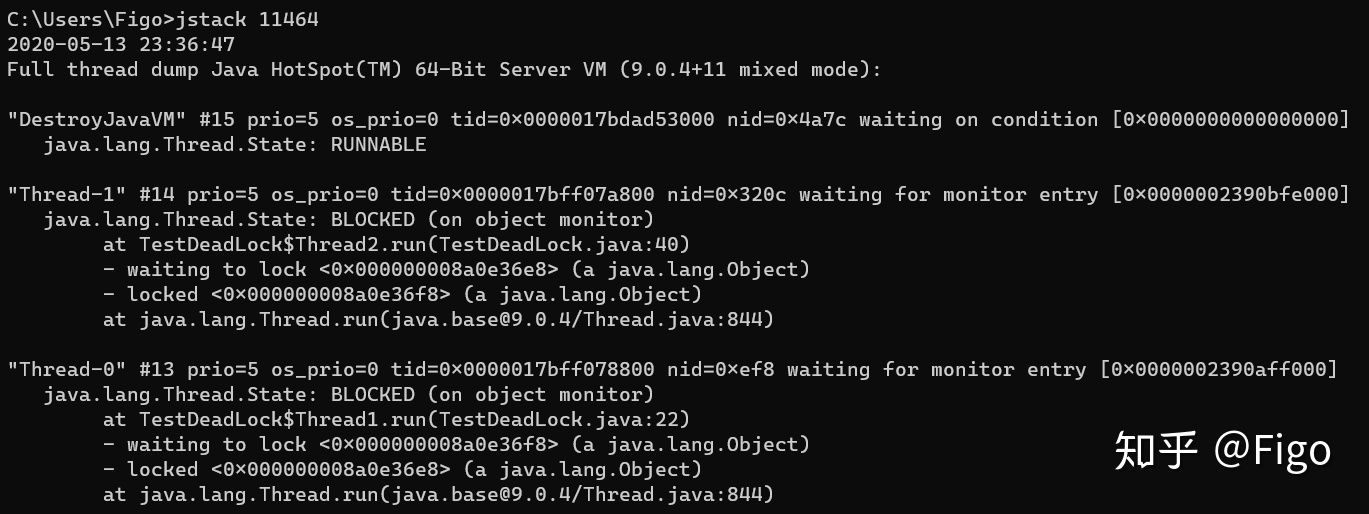 C:\Users\Figo>jstack 11464
2020-05-13 23:36:47
Full thread dump Java HotSpot(TM) 64-Bit Server VM (9.0.4+11 mixed mode):
"DestroyJavaVM" #15 prio=5 os_prio=0 tid=0x0000017bdad53000 nid=0x4a7c waiting on condition [0x0000000000000000]
java.lang.Thread.State: RUNNABLE
"Thread-1" #14 prio=5 os_prio=0 tid=0x0000017bff07a800 nid=0x320c waiting for monitor entry [0x0000002390bfe000]
java.lang.Thread.State: BLOCKED (on object monitor)
at TestDeadLock$Thread2.run(TestDeadLock.java:40)
- waiting to lock <0x000000008a0e36e8> (a java.lang.Object)
- locked <0x000000008a0e36f8> (a java.lang.Object)
at java.lang.Thread.run(java.base@9.0.4/Thread.java:844)
"Thread-0" #13 prio=5 os_prio=0 tid=0x0000017bff078800 nid=0xef8 waiting for monitor entry [0x0000002390aff000]
java.lang.Thread.State: BLOCKED (on object monitor)
at TestDeadLock$Thread1.run(TestDeadLock.java:22)
- waiting to lock <0x000000008a0e36f8> (a java.lang.Object)
- locked <0x000000008a0e36e8> (a java.lang.Object)
at java.lang.Thread.run(java.base@9.0.4/Thread.java:844)
知乎 @Figo